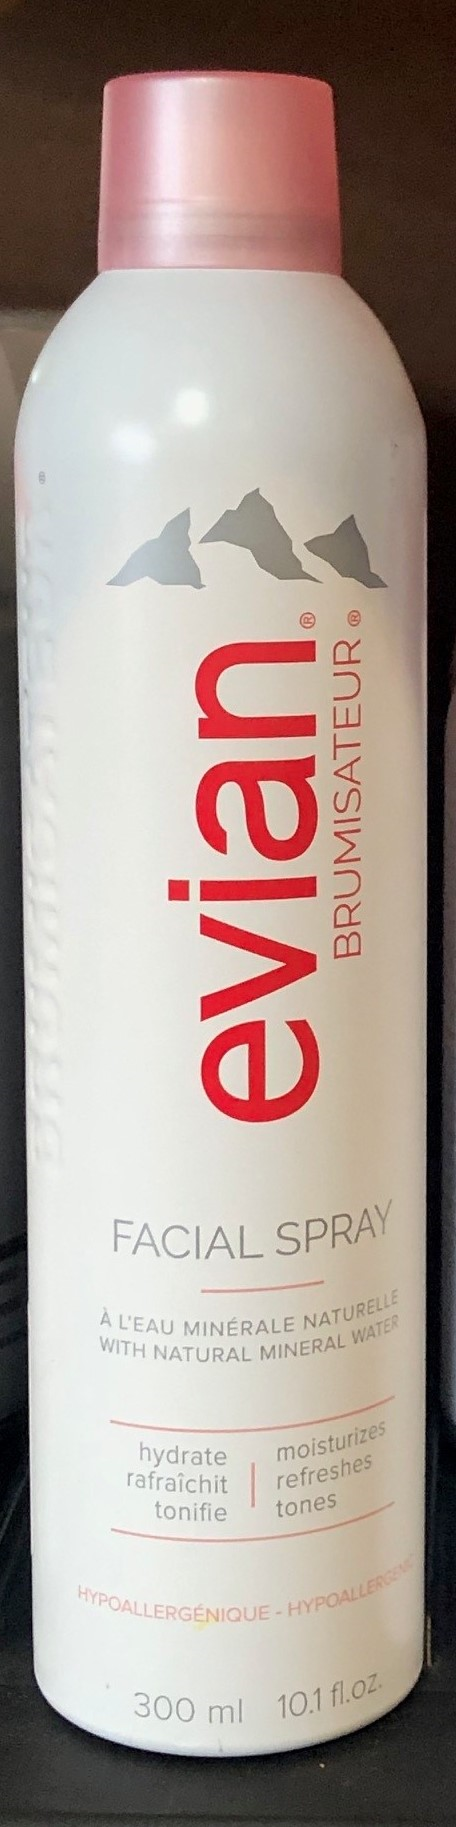 evian®
BRUMISATEUR®
FACIAL SPRAY
À L'EAU MINÉRALE NATURELLE
WITH NATURAL MINERAL WATER
hydrate
rafraîchit
tonifie
moisturizes
refreshes
tones
HYPOALLERGÉNIQUE - HYPOALLERGENIC
300 ml 10.1 fl.oz.